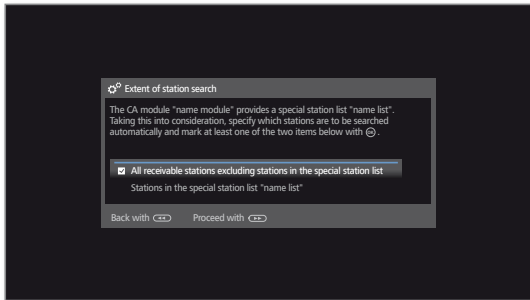 Extent of station search
The CA module "name module" provides a special station list "name list".
Taking this into consideration, specify which stations are to be searched
automatically and mark at least one of the two items below with OK .
All receivable stations excluding stations in the special station list
Stations in the special station list "name list"
Back with Proceed with